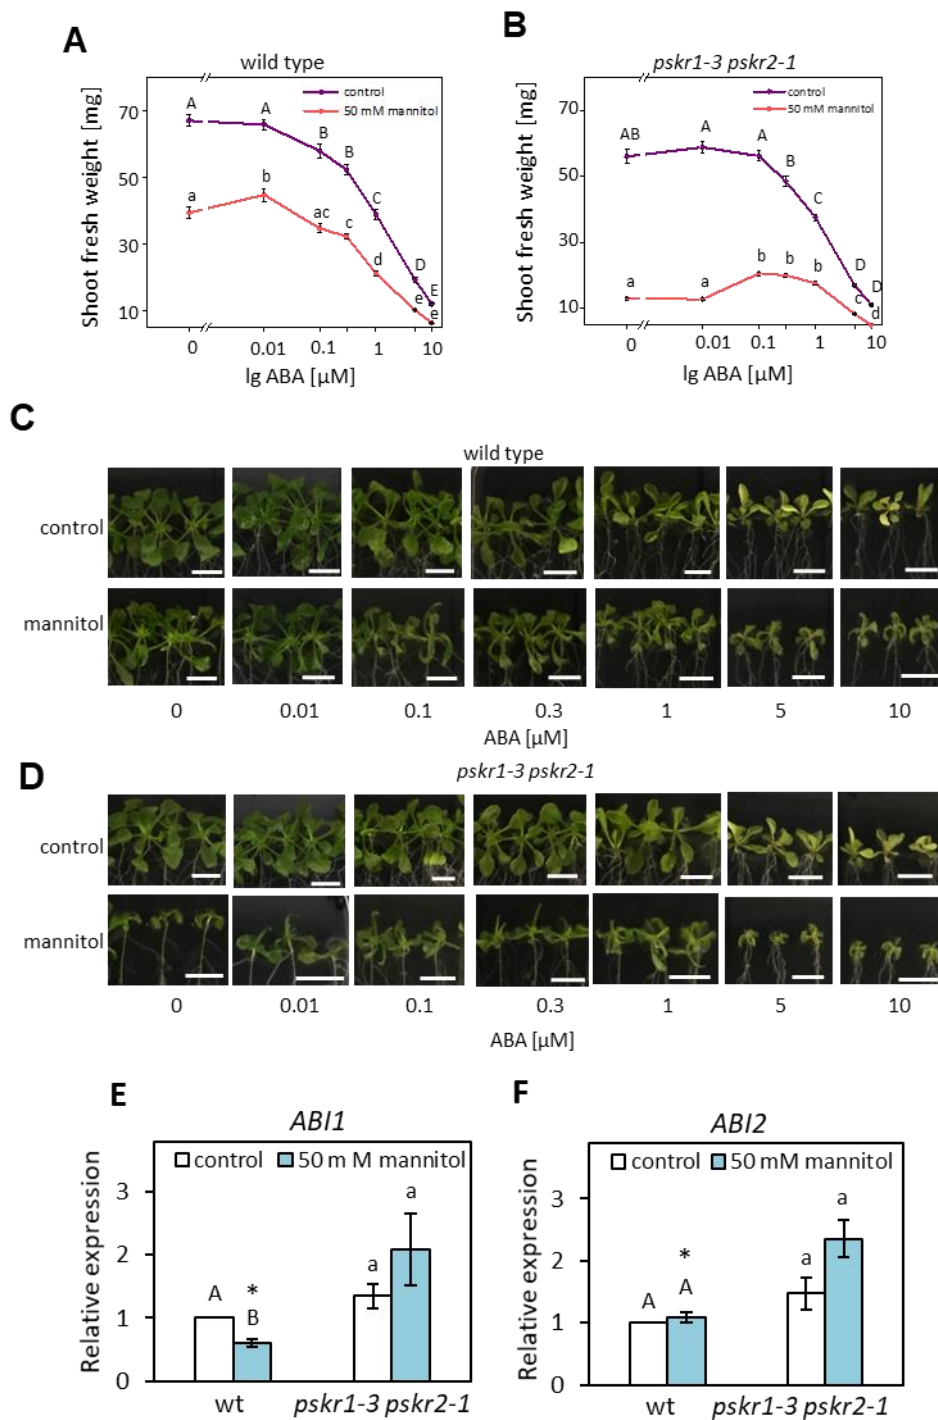 A
wild type
control
50 mM mannitol
Shoot fresh weight [mg]
70
50
30
10
A
A
B
B
C
D
E
a
b
ac
c
d
e
e
0
0.01
0.1
1
10
lg ABA [µM]
B
pskr1-3 pskr2-1
control
50 mM mannitol
Shoot fresh weight [mg]
70
50
30
10
AB
A
A
B
C
D
D
a
a
b
b
b
c
d
0
0.01
0.1
1
10
lg ABA [µM]
C
wild type
control
mannitol
0
0.01
0.1
0.3
1
5
10
ABA [µM]
D
pskr1-3 pskr2-1
control
mannitol
0
0.01
0.1
0.3
1
5
10
ABA [µM]
E
ABI1
control
50 m M mannitol
Relative expression
3
2
1
0
A
*
B
a
a
wt
pskr1-3 pskr2-1
F
ABI2
control
50 mM mannitol
Relative expression
3
2
1
0
A
*
A
a
a
wt
pskr1-3 pskr2-1